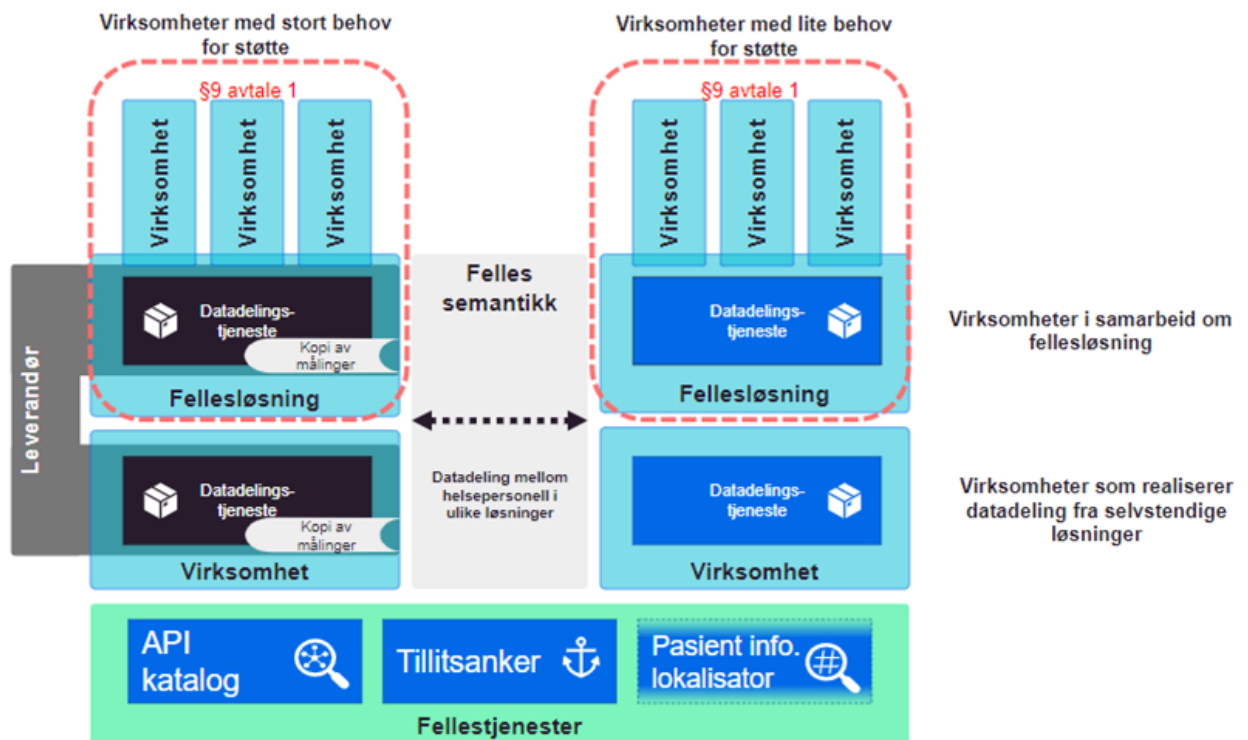 Virksomheter med stort behov
for støtte
Virksomheter med lite behov
for støtte
§9 avtale 1
§9 avtale 1
Virksomhet
Virksomhet
Virksomhet
Virksomhet
Virksomhet
Virksomhet
Leverandør
Datadelings-
tjeneste
Kopi av
målinger
Fellesløsning
Felles
semantikk
Datadelings-
tjeneste
Fellesløsning
Virksomheter i samarbeid om
fellesløsning
Datadelings-
tjeneste
Kopi av
målinger
Virksomhet
Datadeling mellom
helsepersonell i
ulike løsninger
Datadelings-
tjeneste
Virksomhet
Virksomheter som realiserer
datadeling fra selvstendige
løsninger
API
katalog
Tillitsanker
Pasient info.
lokalisator
Fellestjenester